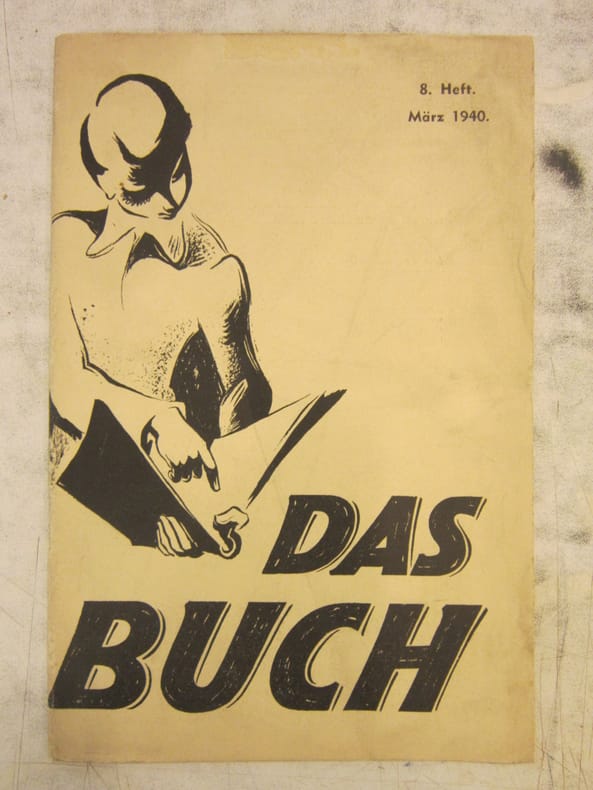 8. Heft.
März 1940.
DAS
BUCH